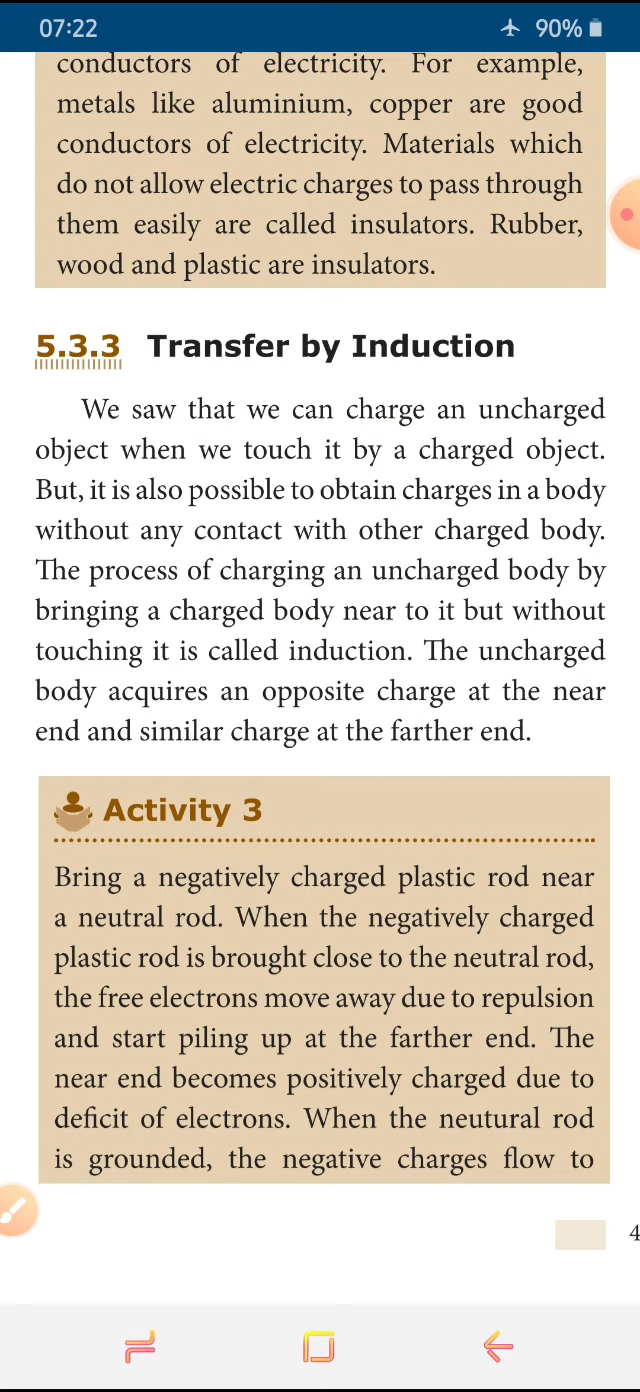 07:22
90%
conductors of electricity. For example,
metals like aluminium, copper are good
conductors of electricity. Materials which
do not allow electric charges to pass through
them easily are called insulators. Rubber,
wood and plastic are insulators.
5.3.3 Transfer by Induction
We saw that we can charge an uncharged
object when we touch it by a charged object.
But, it is also possible to obtain charges in a body
without any contact with other charged body.
The process of charging an uncharged body by
bringing a charged body near to it but without
touching it is called induction. The uncharged
body acquires an opposite charge at the near
end and similar charge at the farther end.
Activity 3
Bring a negatively charged plastic rod near
a neutral rod. When the negatively charged
plastic rod is brought close to the neutral rod,
the free electrons move away due to repulsion
and start piling up at the farther end. The
near end becomes positively charged due to
deficit of electrons. When the neutural rod
is grounded, the negative charges flow to
4